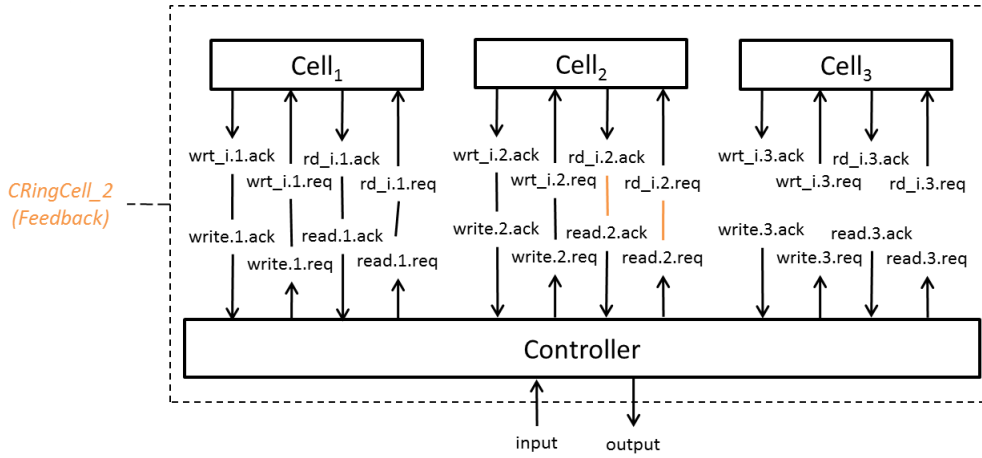 Cell1
Cell2
Cell3
wrt_i.1.ack
rd_i.1.ack
wrt_i.1.req
rd_i.1.req
wrt_i.2.ack
rd_i.2.ack
wrt_i.2.req
rd_i.2.req
wrt_i.3.ack
rd_i.3.ack
wrt_i.3.req
rd_i.3.req
CRingCell_2
(Feedback)
write.1.ack
read.1.ack
write.1.req
read.1.req
write.2.ack
read.2.ack
write.2.req
read.2.req
write.3.ack
read.3.ack
write.3.req
read.3.req
Controller
input
output